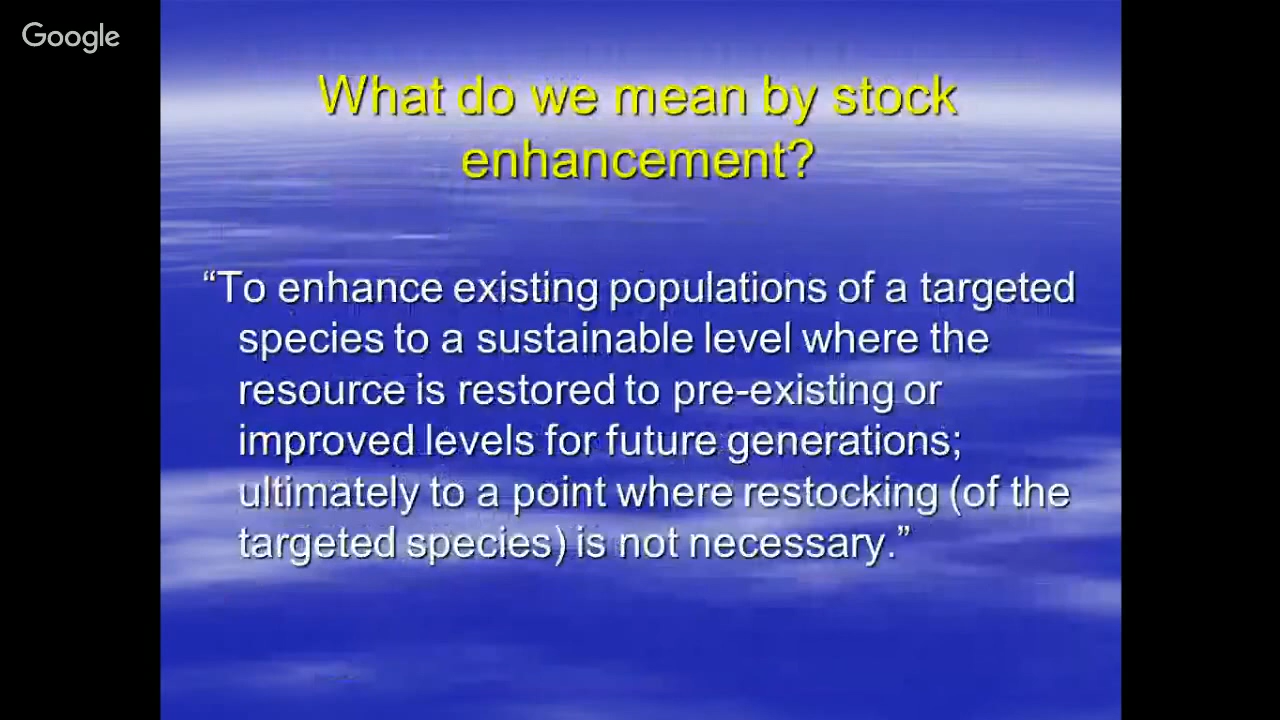 Google
What do we mean by stock
enhancement?
“To enhance existing populations of a targeted
species to a sustainable level where the
resource is restored to pre-existing or
improved levels for future generations;
ultimately to a point where restocking (of the
targeted species) is not necessary.”